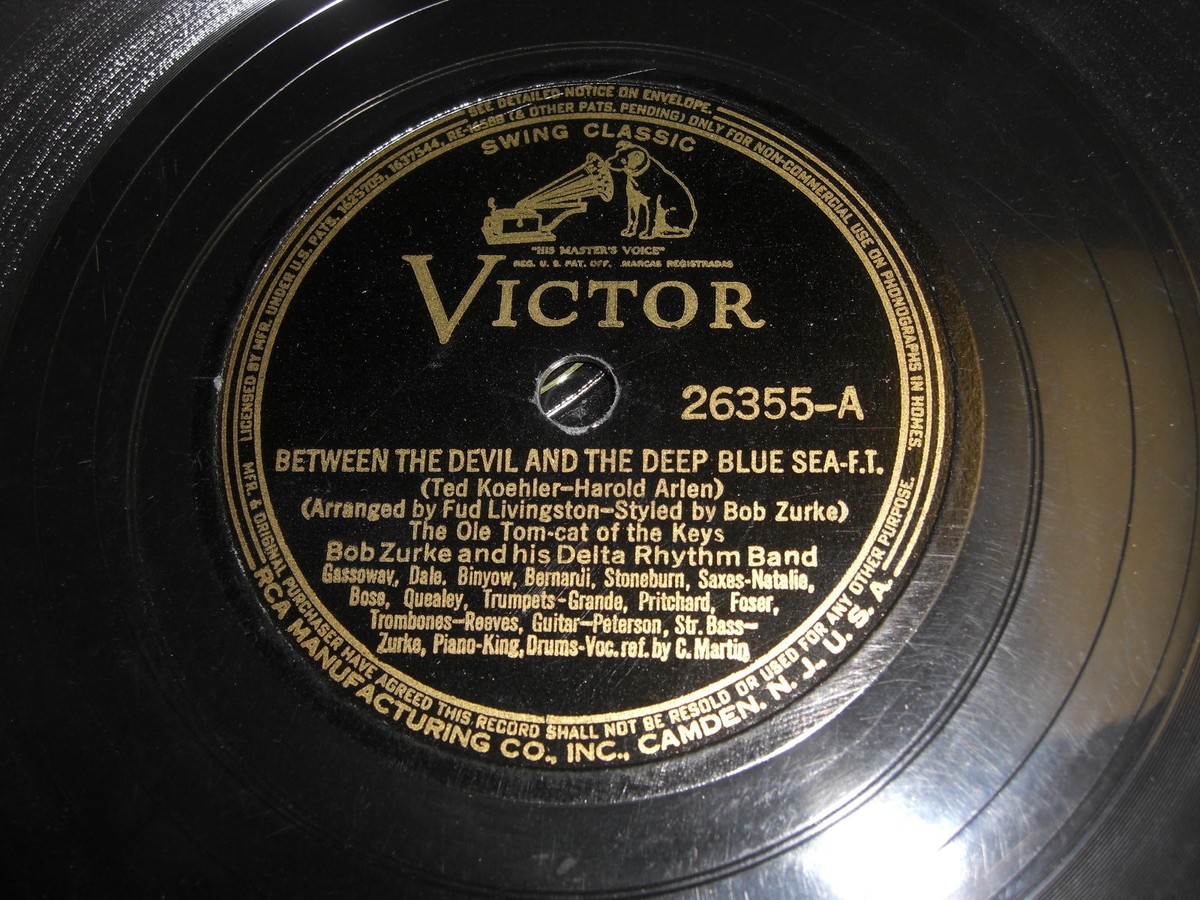 SEE DETAILED NOTICE ON ENVELOPE.
LICENSED BY MFR. UNDER U.S. PATS. 1625705, 1637544, RE-16588 (& OTHER PATS. PENDING) ONLY FOR NON-COMMERCIAL USE ON PHONOGRAPHS IN HOMES.
SWING CLASSIC
"HIS MASTER'S VOICE"
REG. U. S. PAT. OFF. MARCAS REGISTRADAS
VICTOR
26355-A
BETWEEN THE DEVIL AND THE DEEP BLUE SEA-F.T.
(Ted Koehler-Harold Arlen)
(Arranged by Fud Livingston-Styled by Bob Zurke)
The Ole Tom-cat of the Keys
Bob Zurke and his Delta Rhythm Band
Gassoway, Dale, Binyow, Bernardi, Stoneburn, Saxes-Natalie,
Bose, Quealey, Trumpets-Grande, Pritchard, Foser,
Trombones-Reeves, Guitar-Peterson, Str. Bass-
Zurke, Piano-King, Drums-Voc. ref. by C. Martin
MFR. & ORIGINAL PURCHASER HAVE AGREED THIS RECORD SHALL NOT BE RESOLD OR USED FOR ANY OTHER PURPOSE.
RCA MANUFACTURING CO., INC., CAMDEN, N. J., U. S. A.